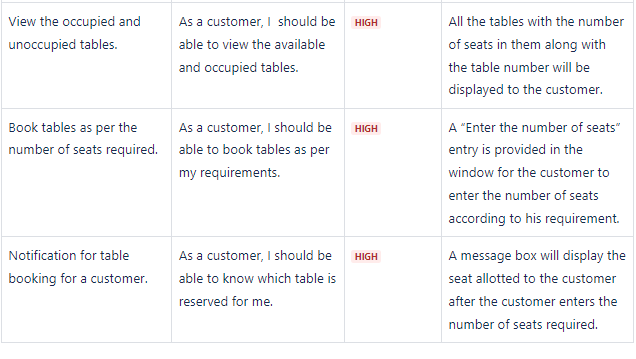 View the occupied and
unoccupied tables.
As a customer, I  should be
able to view the available
and occupied tables.
HIGH
All the tables with the number
of seats in them along with
the table number will be
displayed to the customer.
Book tables as per the
number of seats required.
As a customer, I should be
able to book tables as per
my requirements.
HIGH
A “Enter the number of seats”
entry is provided in the
window for the customer to
enter the number of seats
according to his requirement.
Notification for table
booking for a customer.
As a customer, I should be
able to know which table is
reserved for me.
HIGH
A message box will display the
seat allotted to the customer
after the customer enters the
number of seats required.